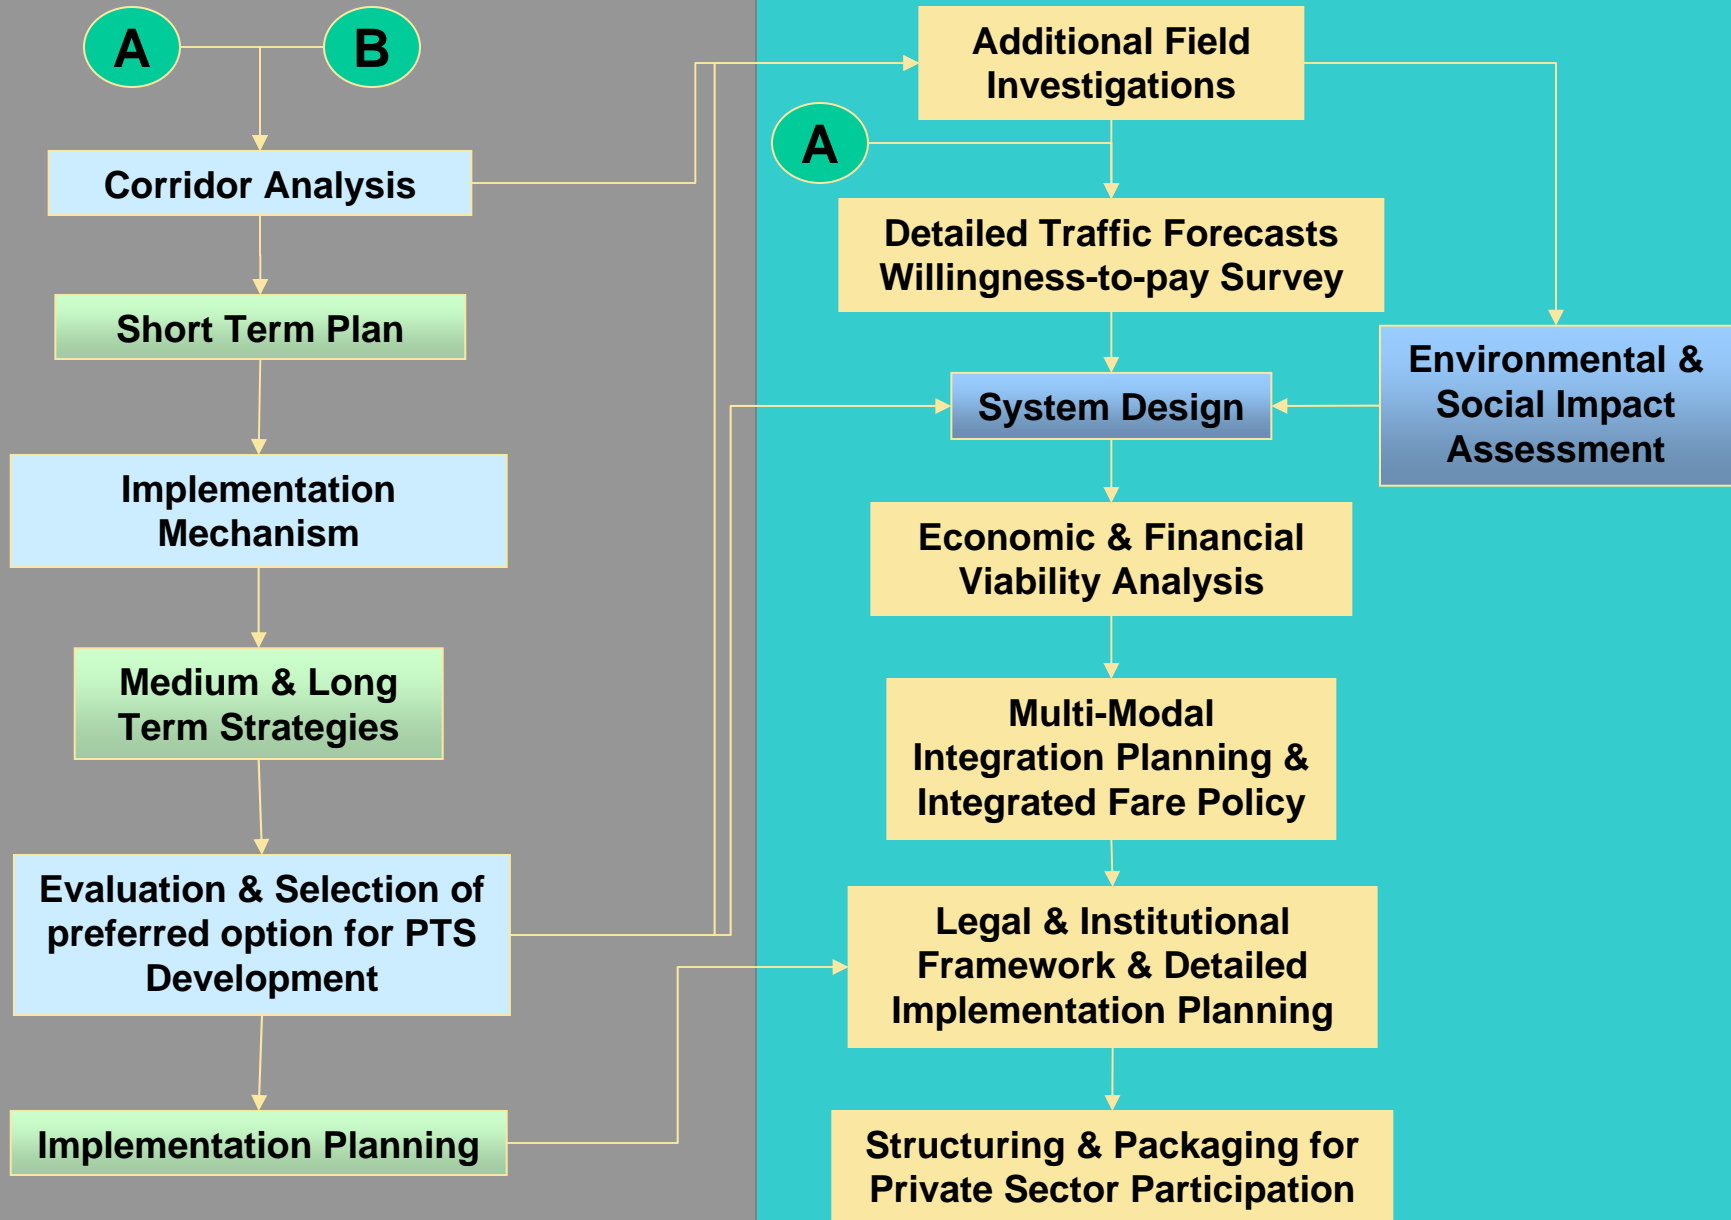 A
B
Corridor Analysis
Short Term Plan
Implementation
Mechanism
Medium & Long
Term Strategies
Evaluation & Selection of
preferred option for PTS
Development
Implementation Planning
Additional Field
Investigations
A
Detailed Traffic Forecasts
Willingness-to-pay Survey
System Design
Environmental &
Social Impact
Assessment
Economic & Financial
Viability Analysis
Multi-Modal
Integration Planning &
Integrated Fare Policy
Legal & Institutional
Framework & Detailed
Implementation Planning
Structuring & Packaging for
Private Sector Participation